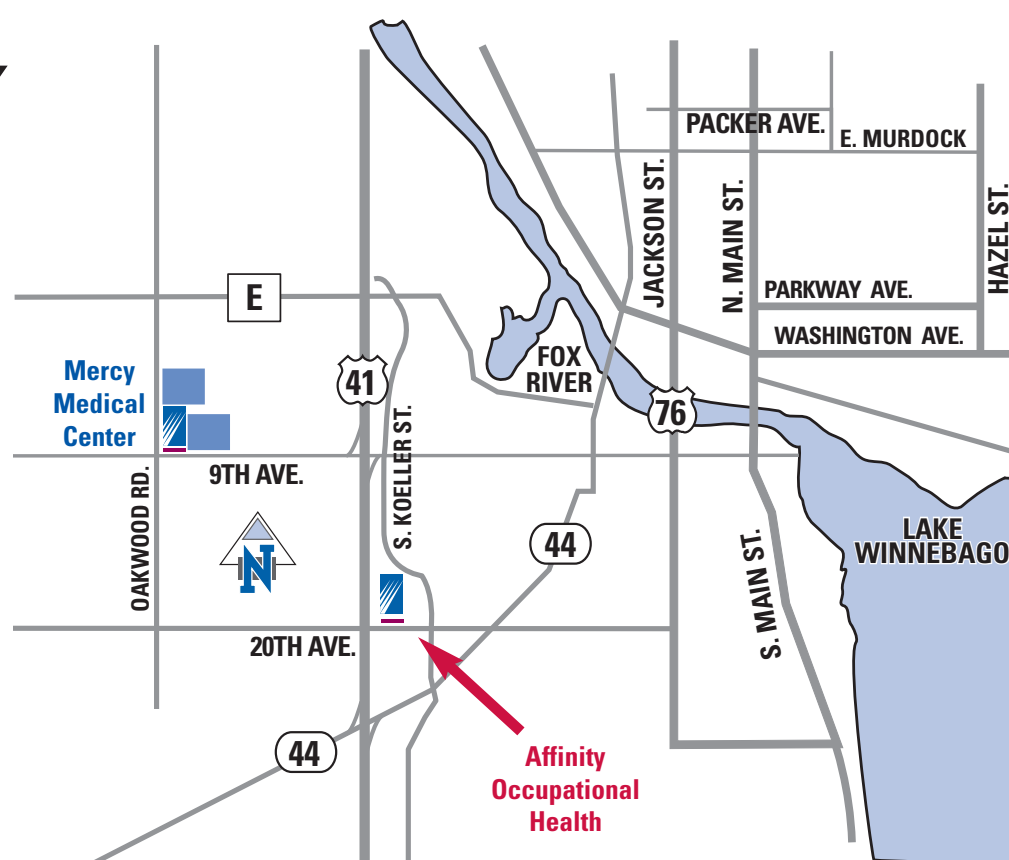 PACKER AVE.
E. MURDOCK
JACKSON ST.
N. MAIN ST.
HAZEL ST.
E
PARKWAY AVE.
WASHINGTON AVE.
FOX
RIVER
41
76
Mercy
Medical
Center
S. KOELLER ST.
9TH AVE.
OAKWOOD RD.
N
44
LAKE
WINNEBAGO
S. MAIN ST.
20TH AVE.
44
Affinity
Occupational
Health